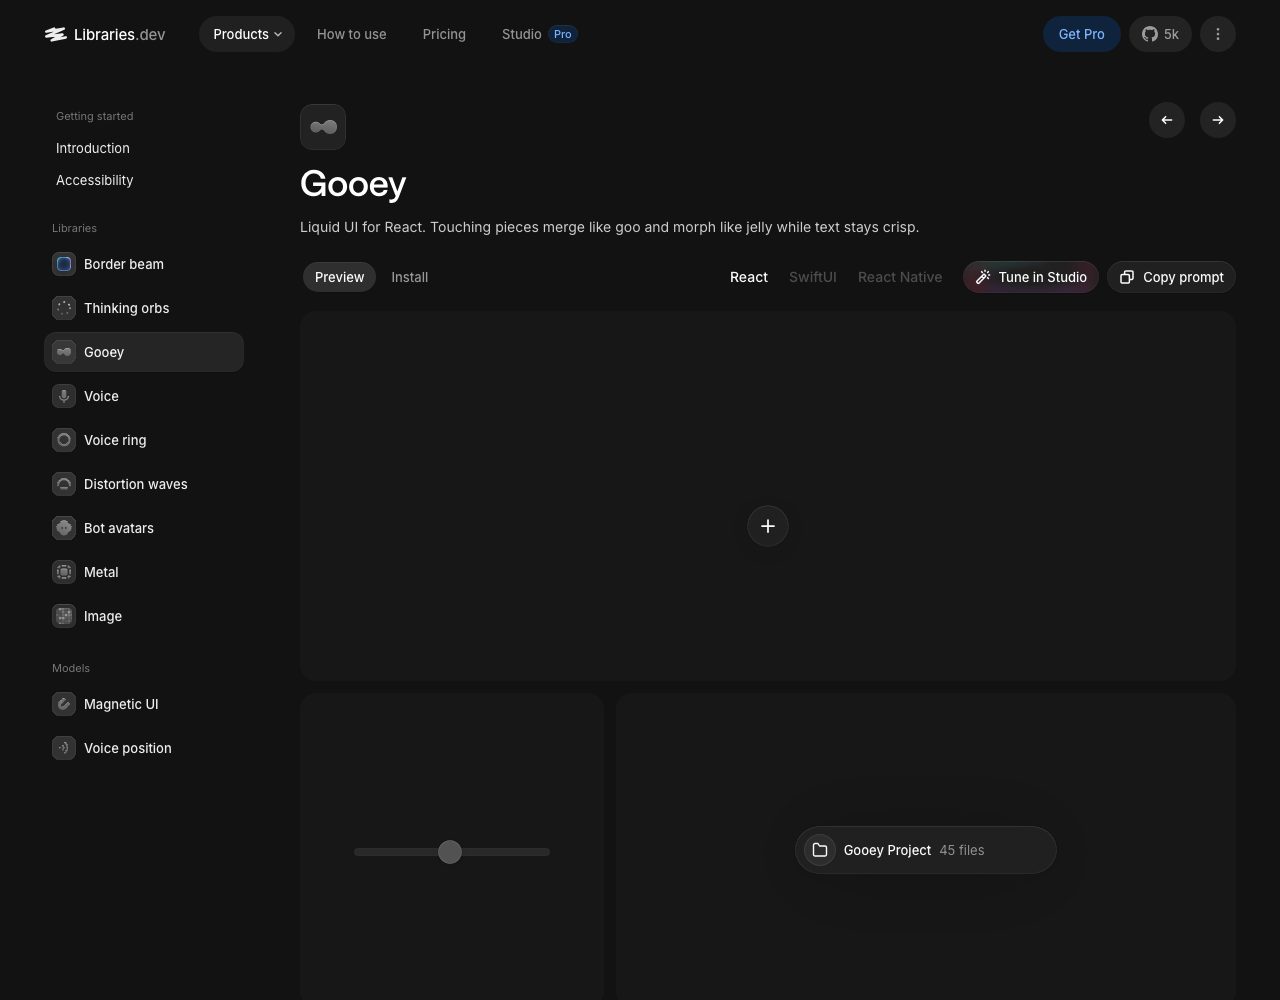 Libraries.dev
Products
How to use
Pricing
Studio Pro
Get Pro
5k
Getting started
Introduction
Accessibility
Libraries
Border beam
Thinking orbs
Gooey
Voice
Voice ring
Distortion waves
Bot avatars
Metal
Image
Models
Magnetic UI
Voice position
Gooey
Liquid UI for React. Touching pieces merge like goo and morph like jelly while text stays crisp.
Preview
Install
React
SwiftUI
React Native
Tune in Studio
Copy prompt
Gooey Project 45 files